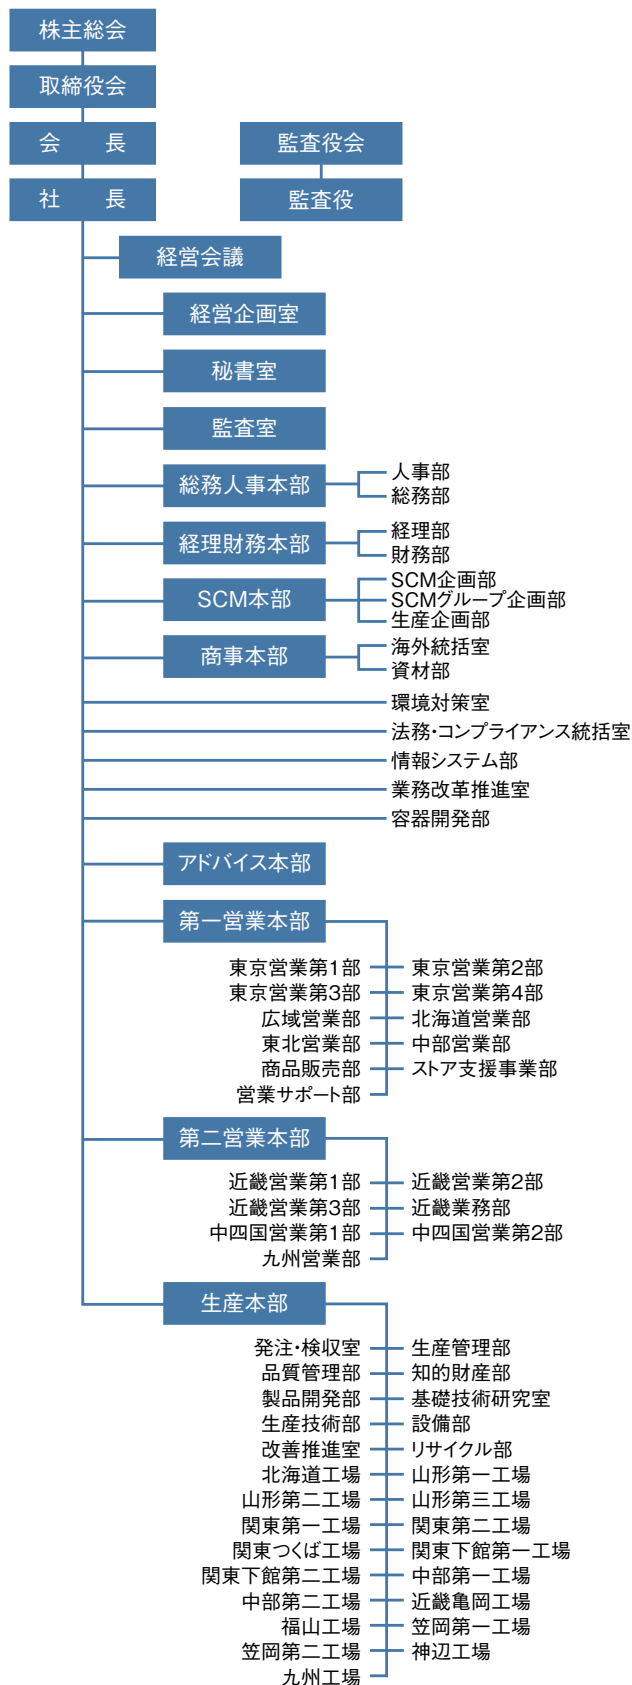 株主総会
取締役会
会　長
監査役会
社　長
監査役
経営会議
経営企画室
秘書室
監査室
総務人事本部
人事部
総務部
経理財務本部
経理部
財務部
SCM本部
SCM企画部
SCMグループ企画部
生産企画部
商事本部
海外統括室
資材部
環境対策室
法務・コンプライアンス統括室
情報システム部
業務改革推進室
容器開発部
アドバイス本部
第一営業本部
東京営業第1部 東京営業第2部
東京営業第3部 東京営業第4部
広域営業部 北海道営業部
東北営業部 中部営業部
商品販売部 ストア支援事業部
営業サポート部
第二営業本部
近畿営業第1部 近畿営業第2部
近畿営業第3部 近畿業務部
中四国営業第1部 中四国営業第2部
九州営業部
生産本部
発注・検収室 生産管理部
品質管理部 知的財産部
製品開発部 基礎技術研究室
生産技術部 設備部
改善推進室 リサイクル部
北海道工場 山形第一工場
山形第二工場 山形第三工場
関東第一工場 関東第二工場
関東つくば工場 関東下館第一工場
関東下館第二工場 中部第一工場
中部第二工場 近畿亀岡工場
福山工場 笠岡第一工場
笠岡第二工場 神辺工場
九州工場